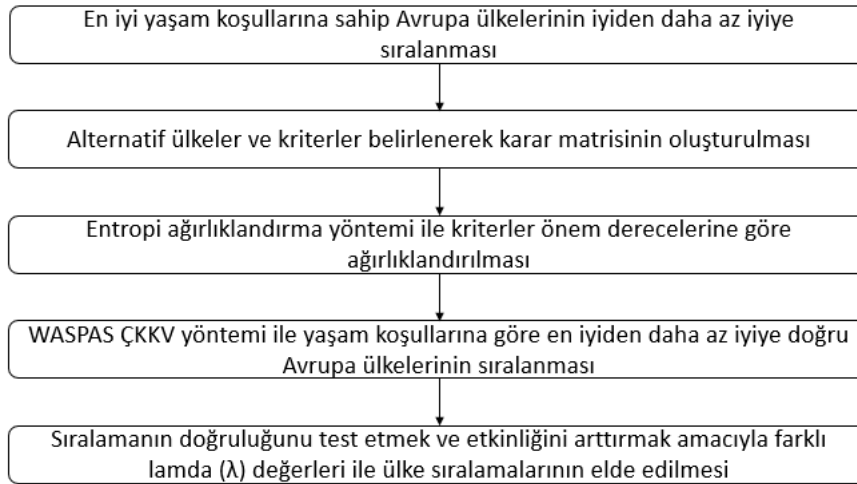 En iyi yaşam koşullarına sahip Avrupa ülkelerinin iyiden daha az iyiye
sıralanması
Alternatif ülkeler ve kriterler belirlenerek karar matrisinin oluşturulması
Entropi ağırlıklandırma yöntemi ile kriterler önem derecelerine göre
ağırlıklandırılması
WASPAS ÇKKV yöntemi ile yaşam koşullarına göre en iyiden daha az iyiye doğru
Avrupa ülkelerinin sıralanması
Sıralamanın doğruluğunu test etmek ve etkinliğini arttırmak amacıyla farklı
lamda (λ) değerleri ile ülke sıralamalarının elde edilmesi